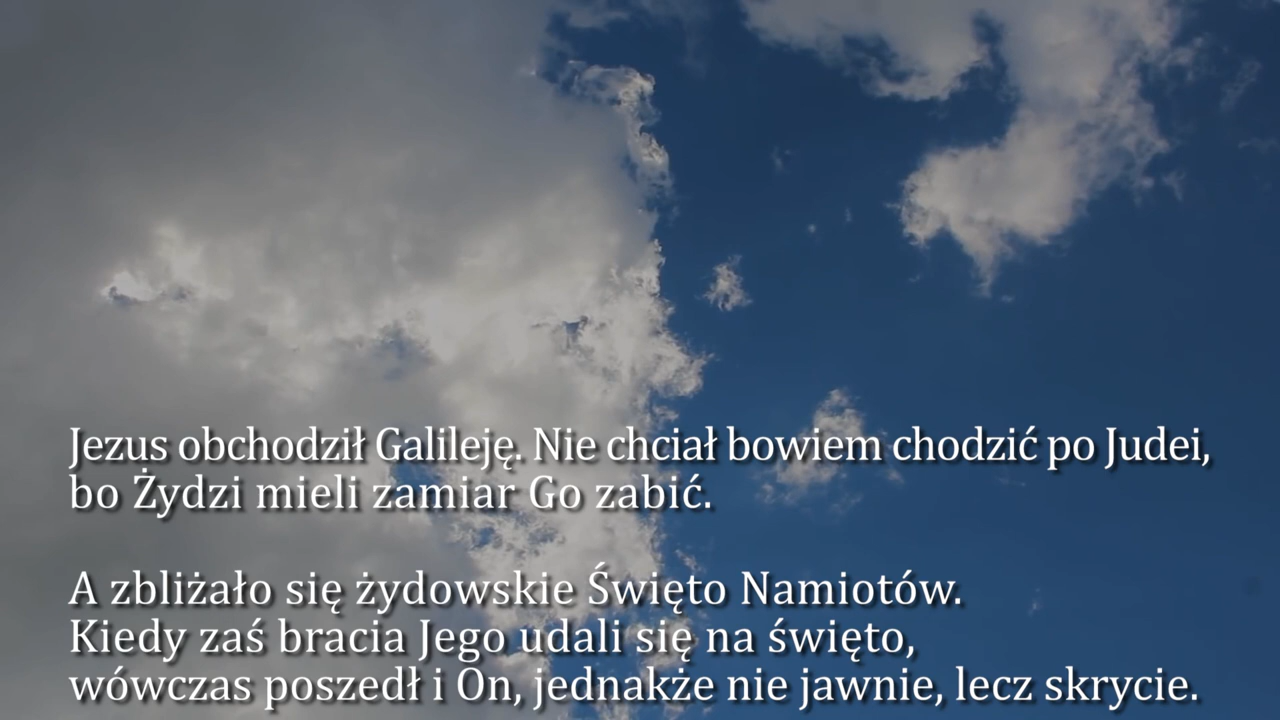 Jezus obchodził Galileję. Nie chciał bowiem chodzić po Judei,
bo Żydzi mieli zamiar Go zabić.
A zbliżało się żydowskie Święto Namiotów.
Kiedy zaś bracia Jego udali się na święto,
wówczas poszedł i On, jednakże nie jawnie, lecz skrycie.